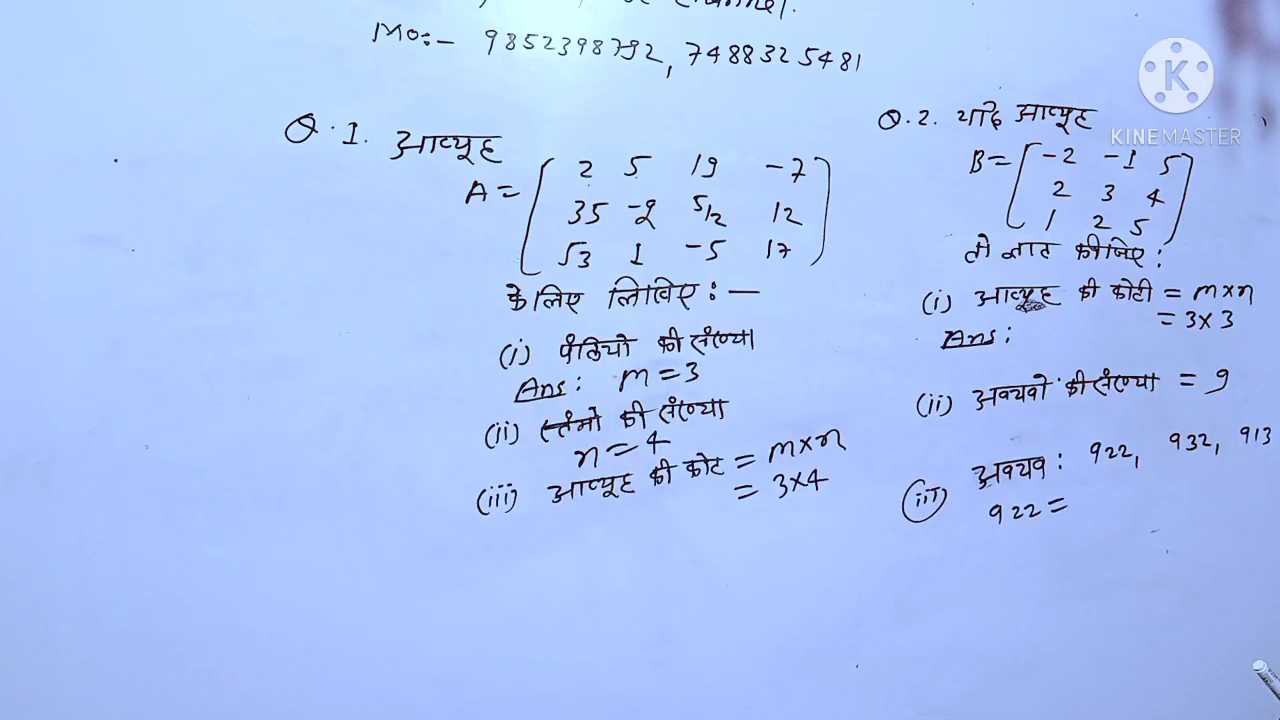 Mo:- 9852398792, 7488325481
KINEMASTER
Q.1. आव्यूह
A = ( 2 5 19 -7
35 -2 5/2 12
√3 1 -5 17 )
के लिए लिखिए :—
(i) पंक्तियो की संख्या
Ans: m = 3
(ii) स्तंभो की संख्या
n = 4
(iii) आव्यूह की कोट = m×n
= 3×4
Q.2. यदि आव्यूह
B = [ -2 -1 5
2 3 4
1 2 5 )
तो ज्ञात कीजिए :
(i) आव्यूह की कोटी = m×n
= 3×3
Ans:
(ii) अवयवो की संख्या = 9
(iii) अवयव : a22, a32, a13
a22 =